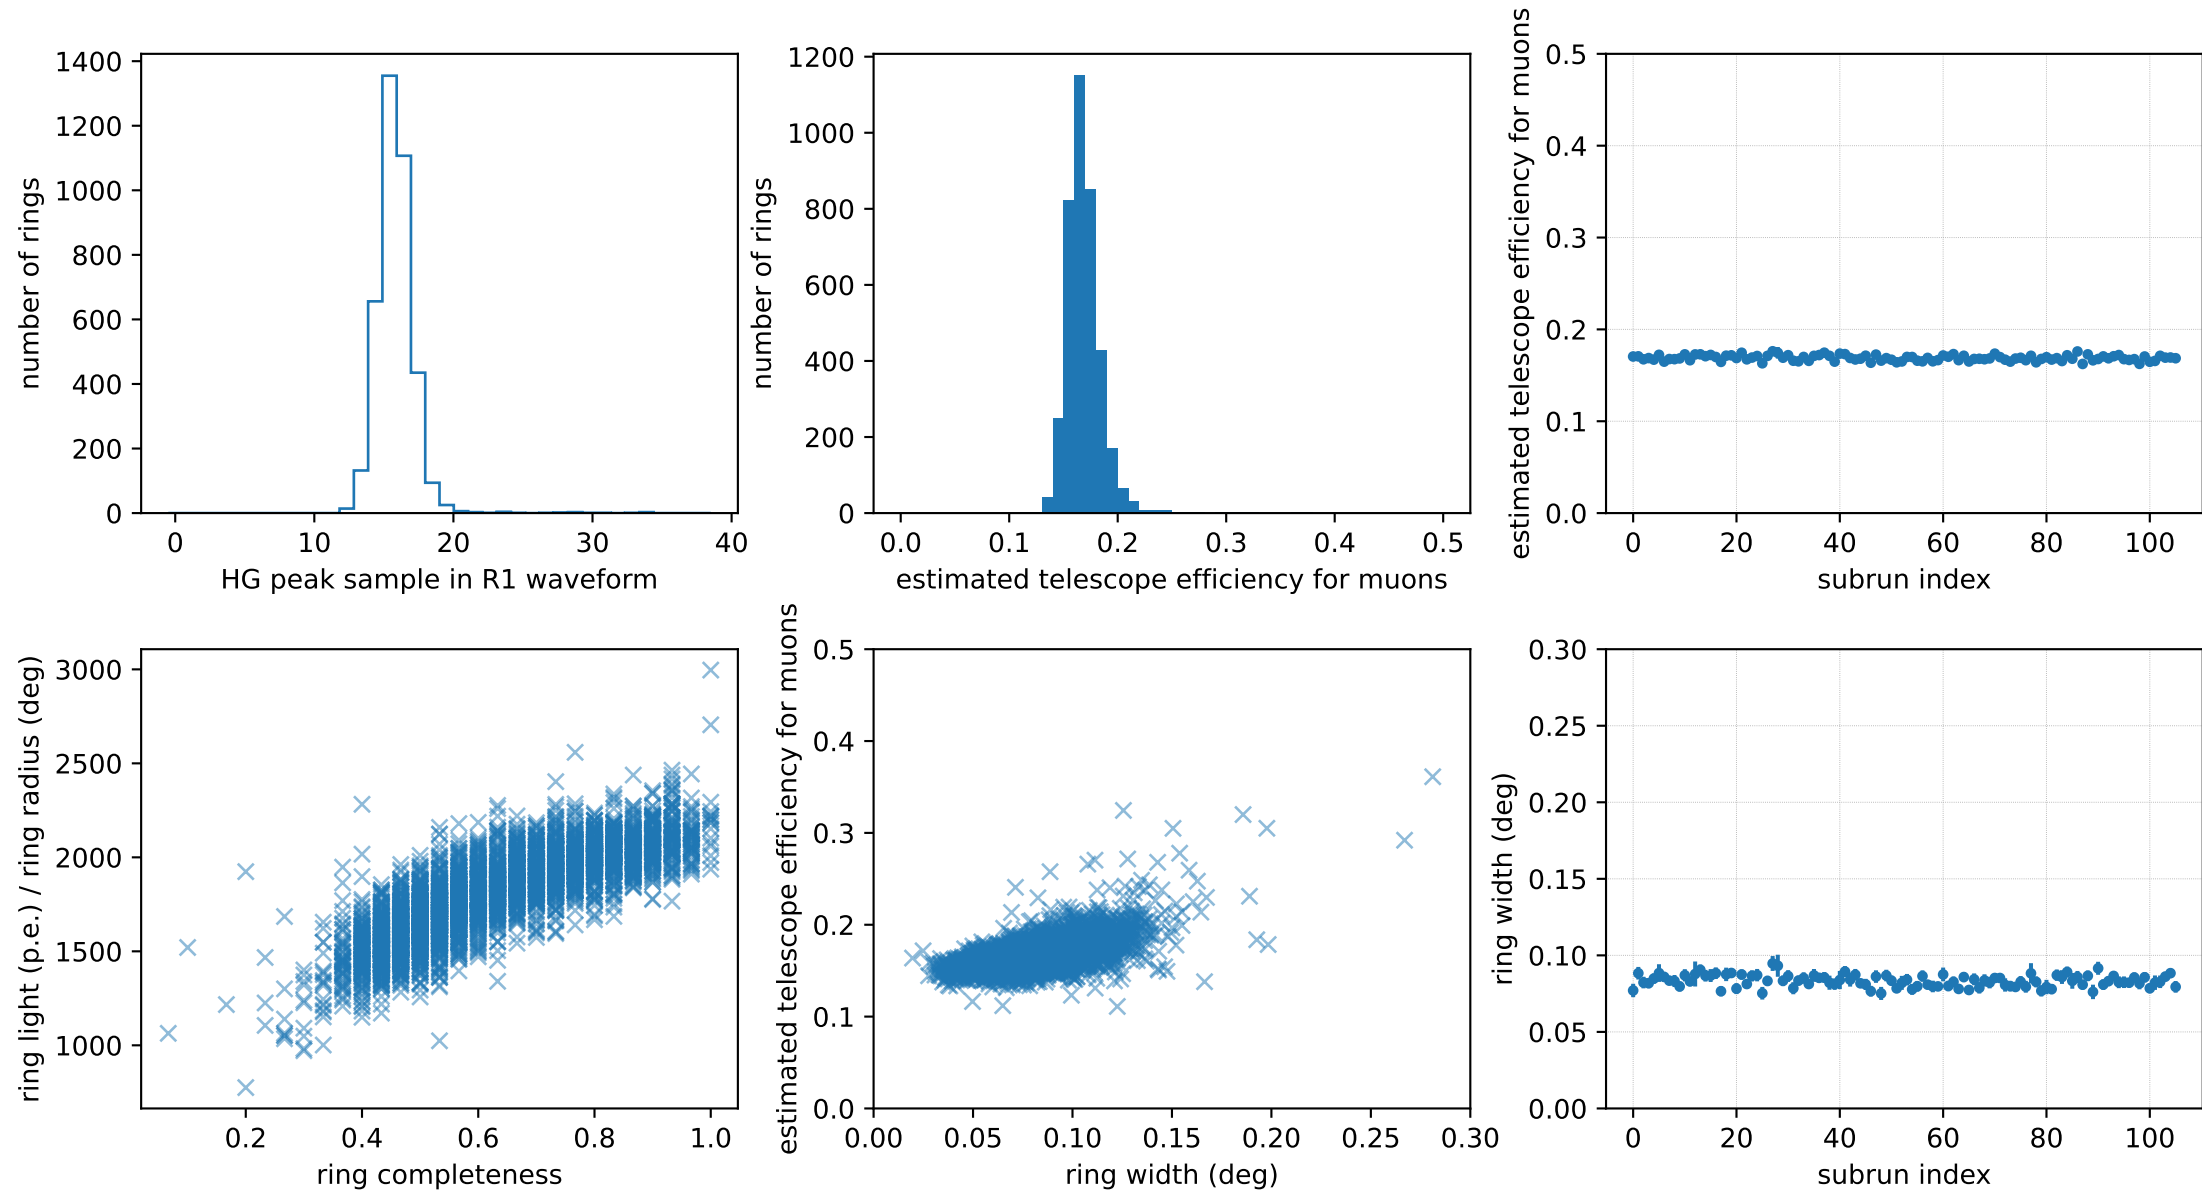 1400
1200
1000
800
600
400
200
0
number of rings
0 10 20 30 40
HG peak sample in R1 waveform
1200
1000
800
600
400
200
0
number of rings
0.0 0.1 0.2 0.3 0.4 0.5
estimated telescope efficiency for muons
0.5
0.4
0.3
0.2
0.1
0.0
estimated telescope efficiency for muons
0 20 40 60 80 100
subrun index
3000
2500
2000
1500
1000
ring light (p.e.) / ring radius (deg)
0.2 0.4 0.6 0.8 1.0
ring completeness
0.5
0.4
0.3
0.2
0.1
0.0
estimated telescope efficiency for muons
0.00 0.05 0.10 0.15 0.20 0.25 0.30
ring width (deg)
0.30
0.25
0.20
0.15
0.10
0.05
0.00
ring width (deg)
0 20 40 60 80 100
subrun index